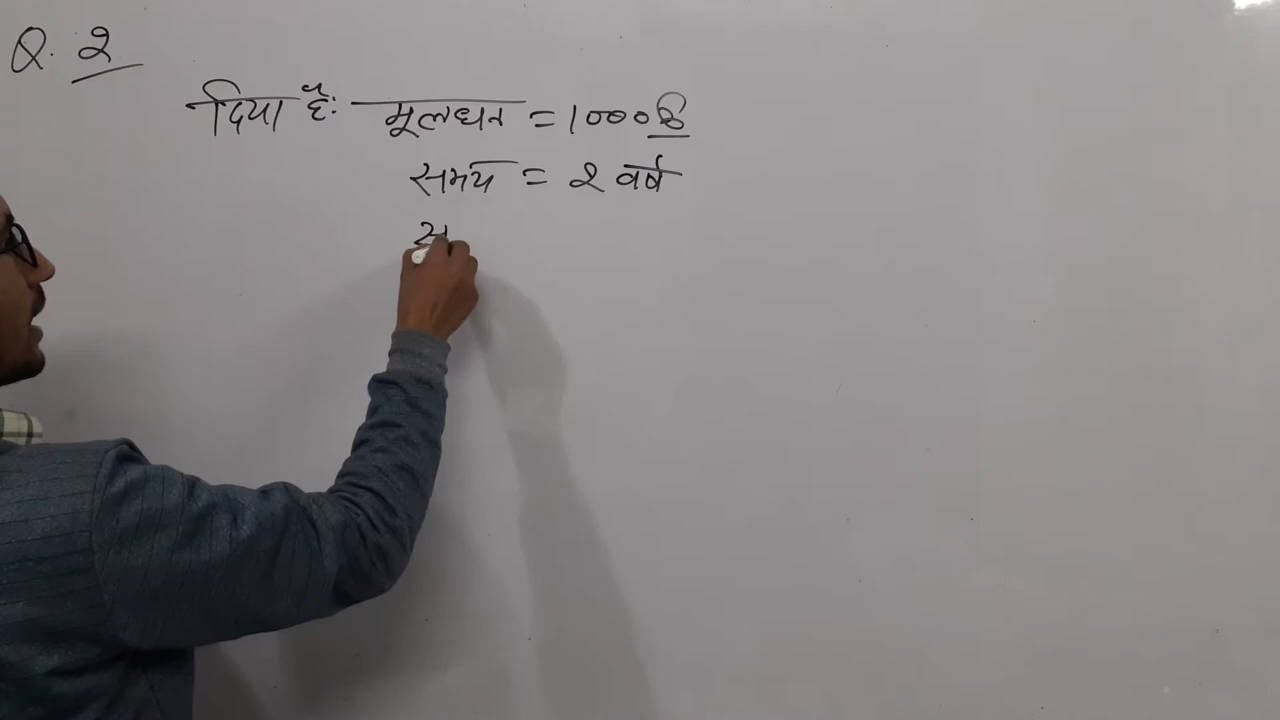 Q. 2
दिया है: मूलधन = 1000 रु
समय = 2 वर्ष
स